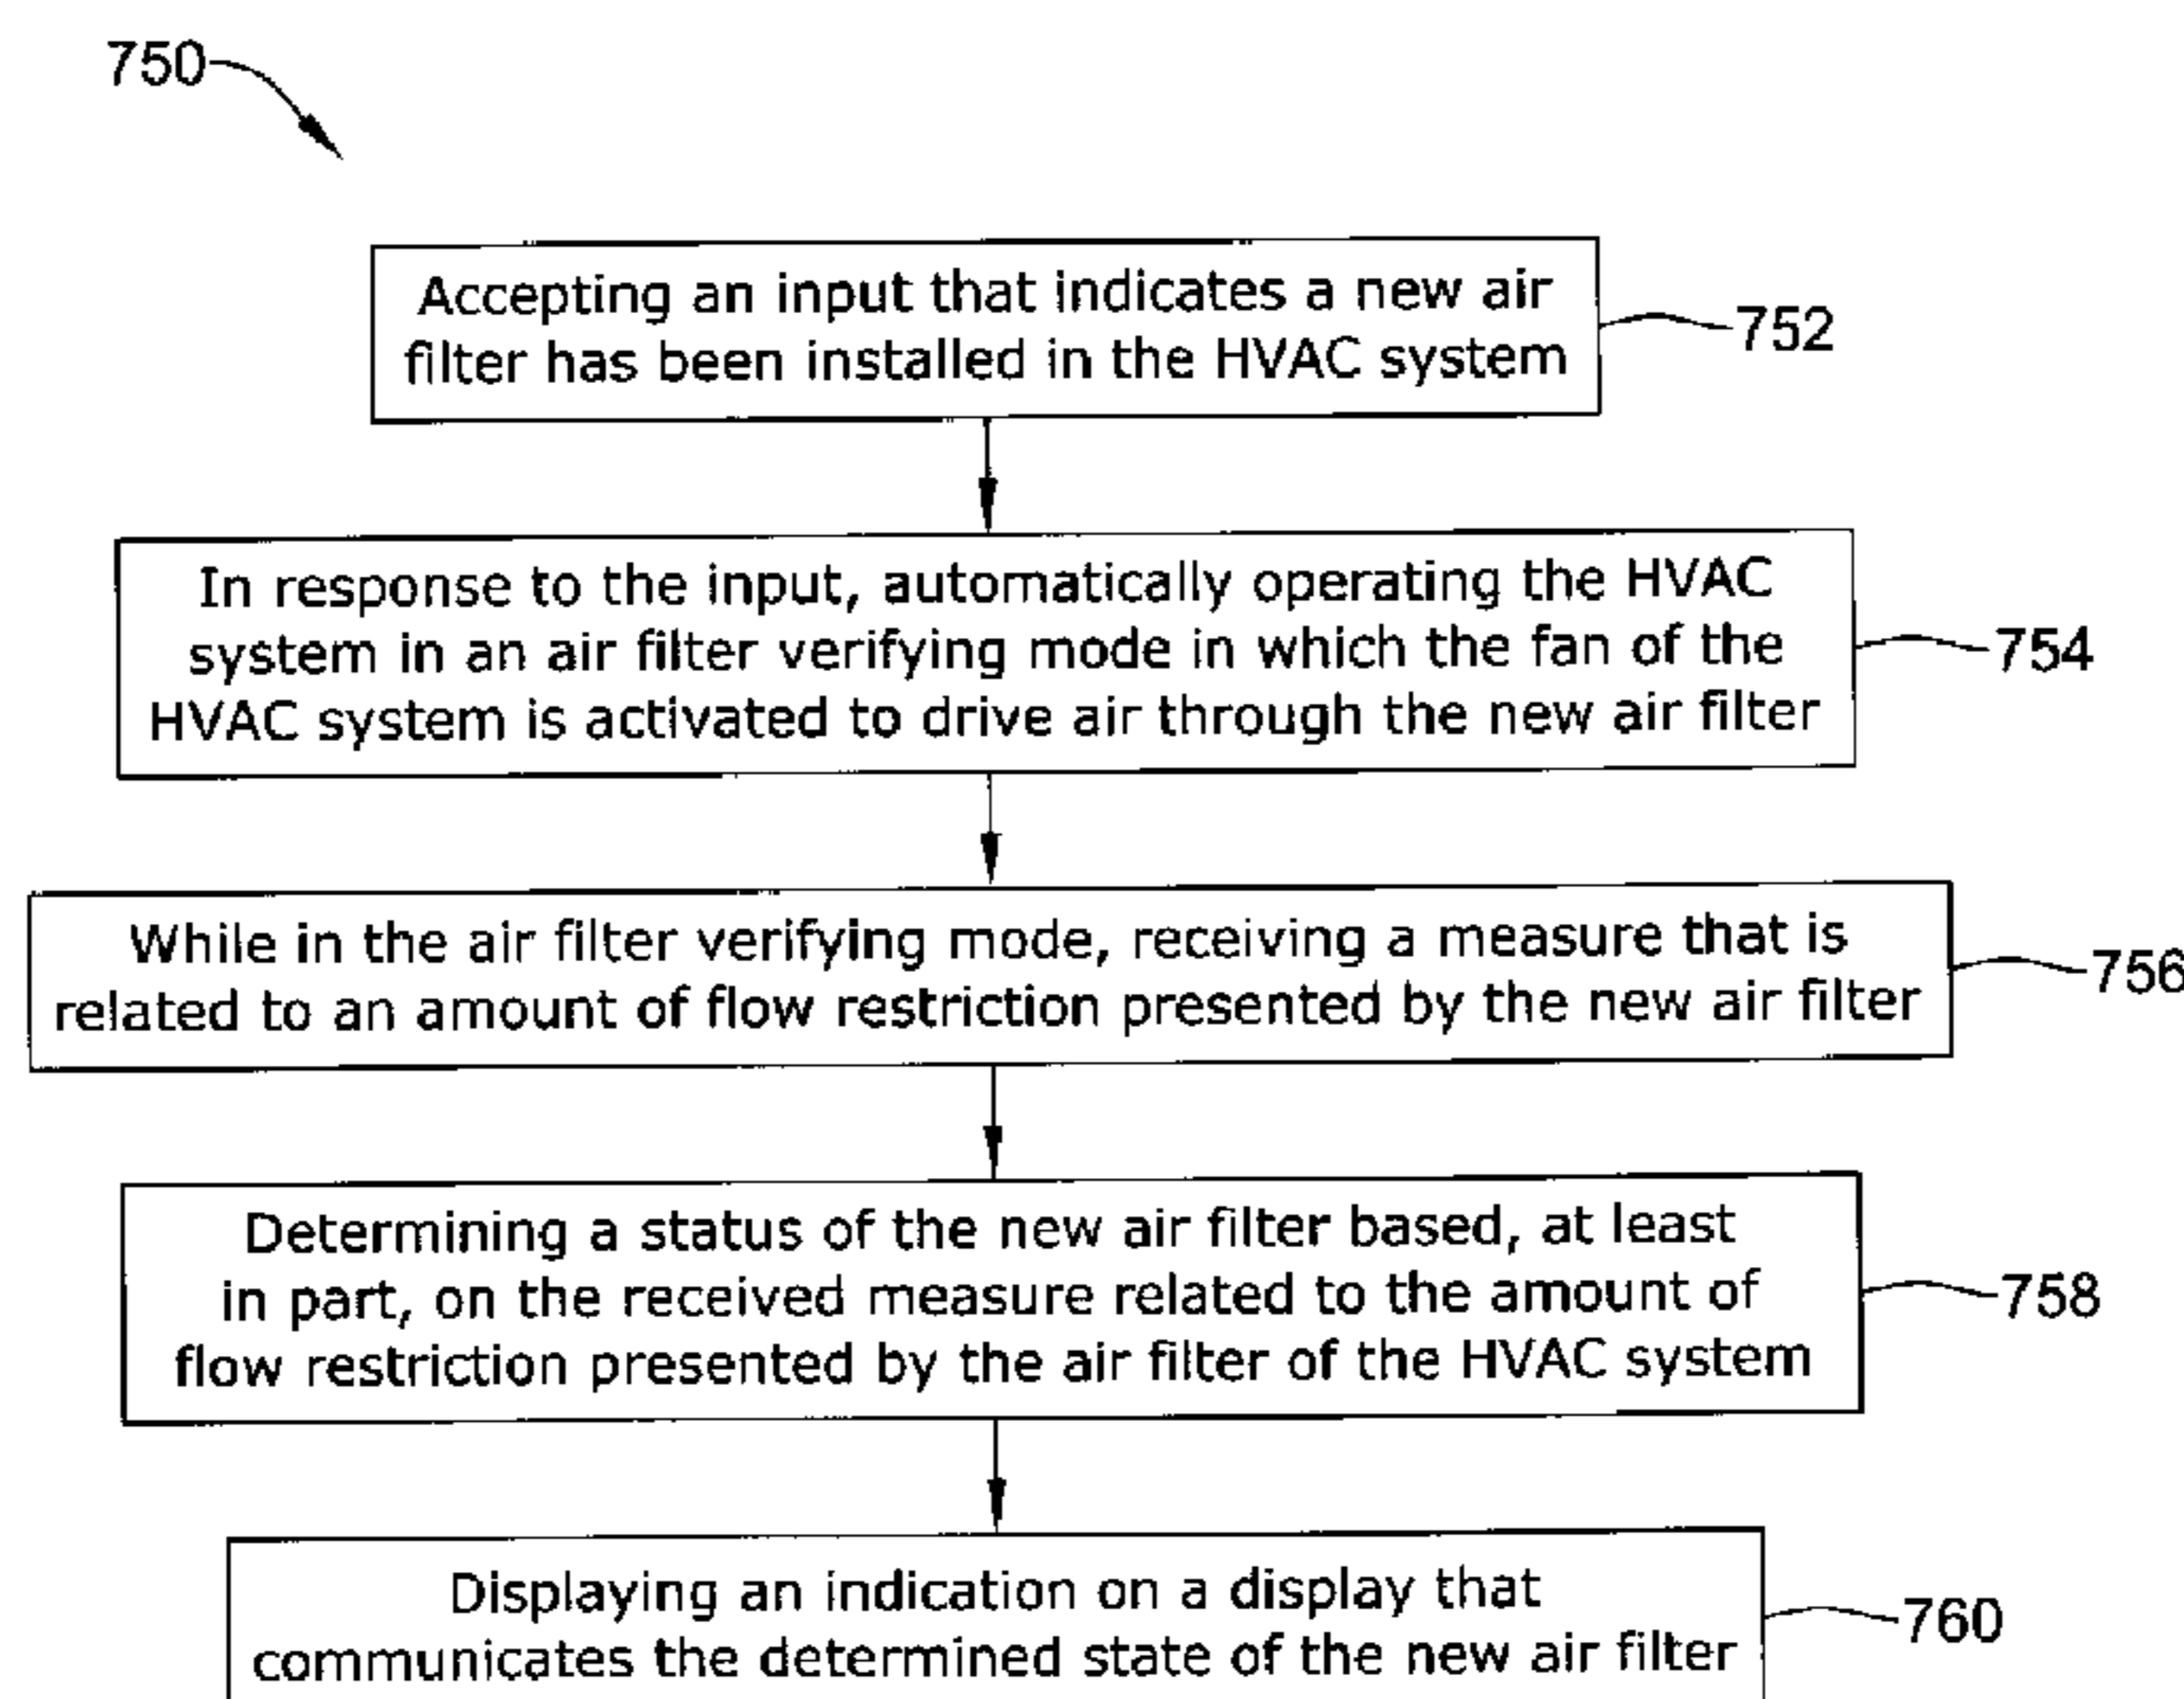 750
Accepting an input that indicates a new air
filter has been installed in the HVAC system
752
In response to the input, automatically operating the HVAC
system in an air filter verifying mode in which the fan of the
HVAC system is activated to drive air through the new air filter
754
While in the air filter verifying mode, receiving a measure that is
related to an amount of flow restriction presented by the new air filter
756
Determining a status of the new air filter based, at least
in part, on the received measure related to the amount of
flow restriction presented by the air filter of the HVAC system
758
Displaying an indication on a display that
communicates the determined state of the new air filter
760